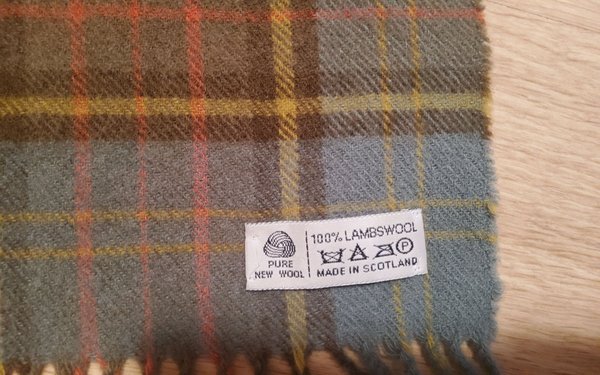 PURE
NEW WOOL
100% LAMBSWOOL
P
MADE IN SCOTLAND